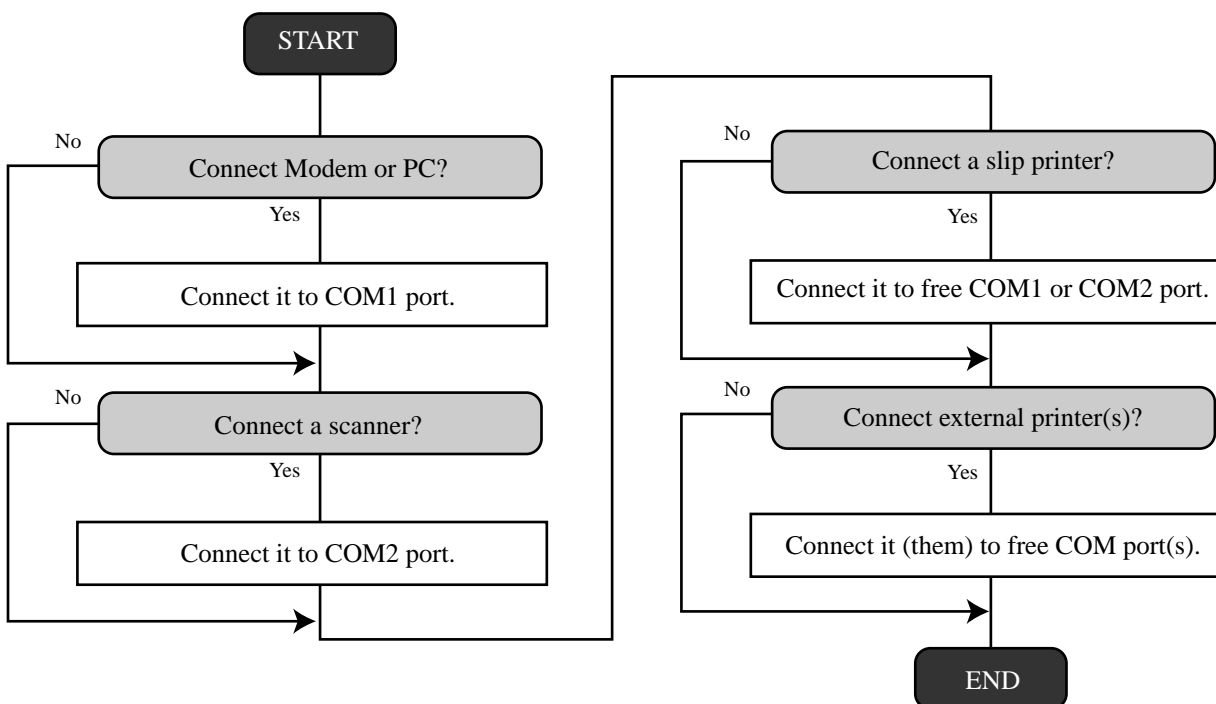 START
No
Connect Modem or PC?
Yes
Connect it to COM1 port.
No
Connect a scanner?
Yes
Connect it to COM2 port.
No
Connect a slip printer?
Yes
Connect it to free COM1 or COM2 port.
No
Connect external printer(s)?
Yes
Connect it (them) to free COM port(s).
END